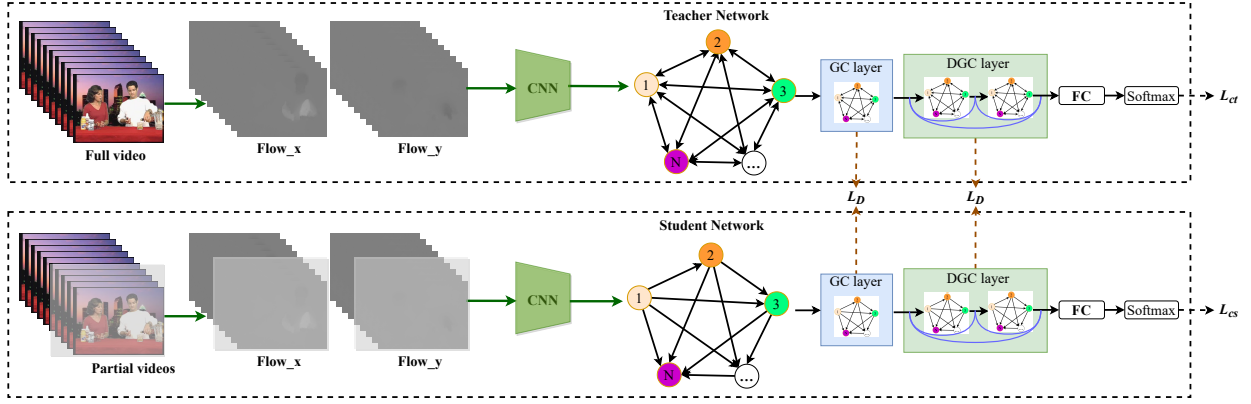 Teacher Network
2
1
3
N
...
Full video
Flow_x
Flow_y
CNN
GC layer
DGC layer
FC
Softmax
L_ct
L_D
L_D
Student Network
2
1
3
N
...
Partial videos
Flow_x
Flow_y
CNN
GC layer
DGC layer
FC
Softmax
L_cs